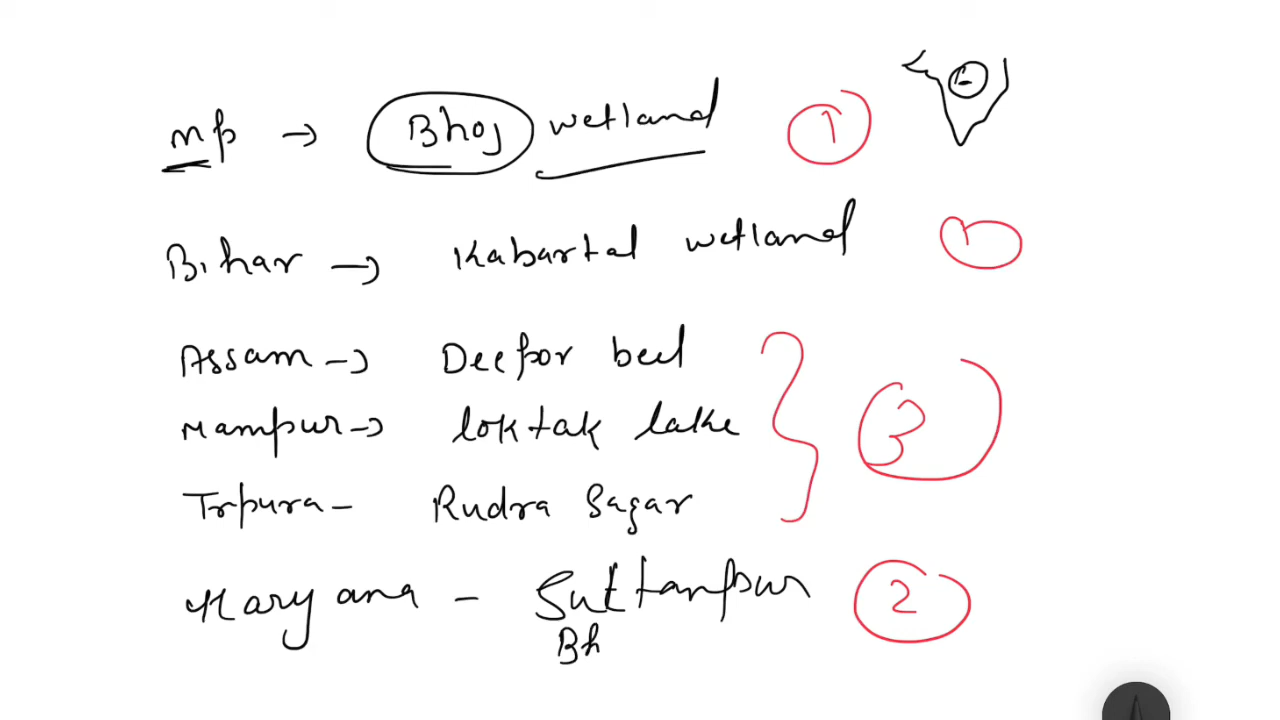 MP → Bhoj wetland 1
Bihar → Kabartal wetland 1
Assam → Deepor beel
Manipur → loktak lake 3
Tripura - Rudra Sagar
Haryana - Sultanpur 2
Bh